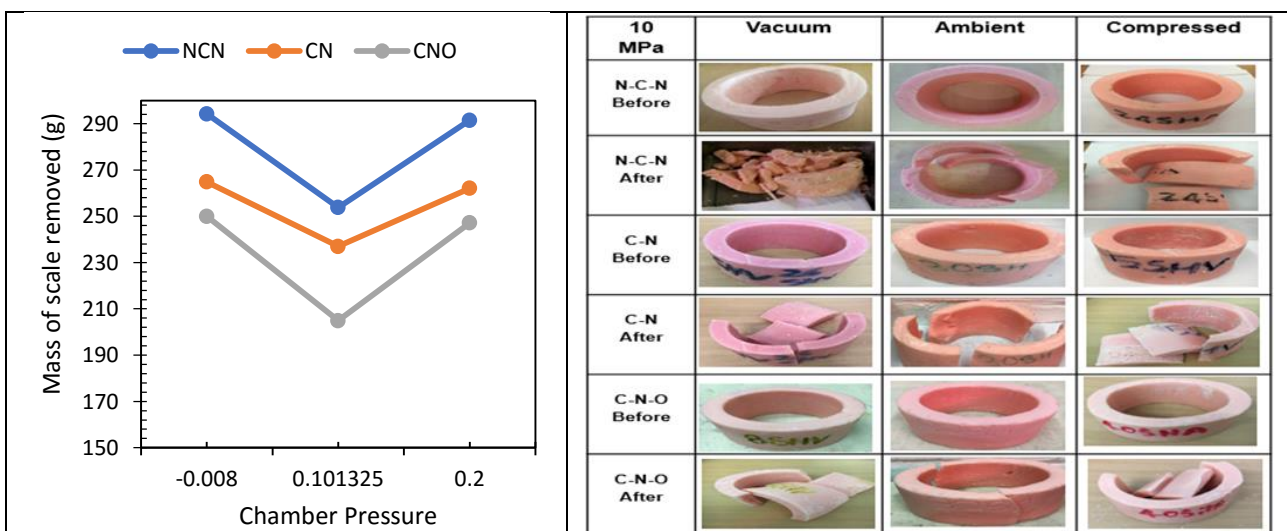 NCN CN CNO
Mass of scale removed (g)
290
270
250
230
210
190
170
150
-0.008 0.101325 0.2
Chamber Pressure
10 MPa Vacuum Ambient Compressed
N-C-N Before
N-C-N After
C-N Before
C-N After
C-N-O Before
C-N-O After